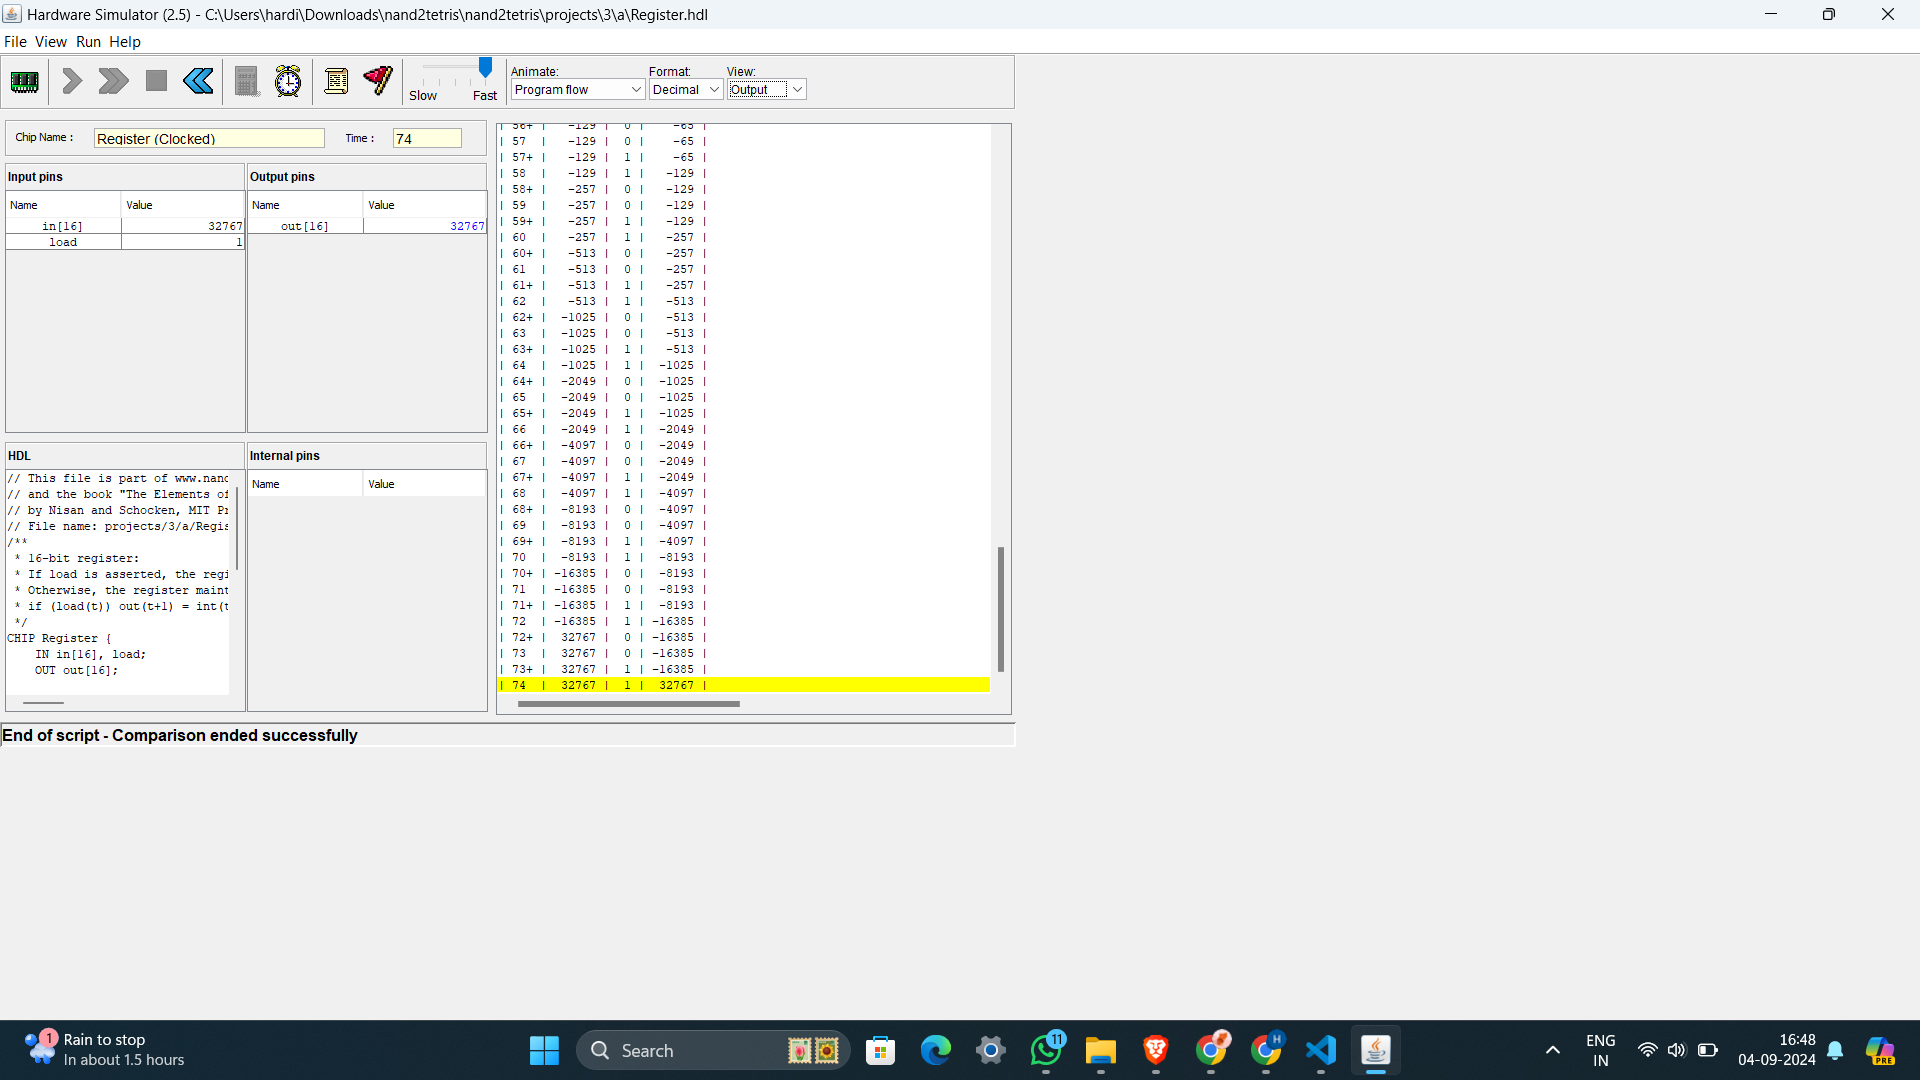 Hardware Simulator (2.5) - C:\Users\hardi\Downloads\nand2tetris\nand2tetris\projects\3\a\Register.hdl
File View Run Help
Slow Fast
Animate: Format: View:
Program flow Decimal Output
Chip Name : Register (Clocked) Time : 74
Input pins Output pins
Name Value Name Value
in[16] 32767 out[16] 32767
load 1
| 56+ | -129 | 0 | -65 |
| 57 | -129 | 0 | -65 |
| 57+ | -129 | 1 | -65 |
| 58 | -129 | 1 | -129 |
| 58+ | -257 | 0 | -129 |
| 59 | -257 | 0 | -129 |
| 59+ | -257 | 1 | -129 |
| 60 | -257 | 1 | -257 |
| 60+ | -513 | 0 | -257 |
| 61 | -513 | 0 | -257 |
| 61+ | -513 | 1 | -257 |
| 62 | -513 | 1 | -513 |
| 62+ | -1025 | 0 | -513 |
| 63 | -1025 | 0 | -513 |
| 63+ | -1025 | 1 | -513 |
| 64 | -1025 | 1 | -1025 |
| 64+ | -2049 | 0 | -1025 |
| 65 | -2049 | 0 | -1025 |
| 65+ | -2049 | 1 | -1025 |
| 66 | -2049 | 1 | -2049 |
| 66+ | -4097 | 0 | -2049 |
| 67 | -4097 | 0 | -2049 |
| 67+ | -4097 | 1 | -2049 |
| 68 | -4097 | 1 | -4097 |
| 68+ | -8193 | 0 | -4097 |
| 69 | -8193 | 0 | -4097 |
| 69+ | -8193 | 1 | -4097 |
| 70 | -8193 | 1 | -8193 |
| 70+ | -16385 | 0 | -8193 |
| 71 | -16385 | 0 | -8193 |
| 71+ | -16385 | 1 | -8193 |
| 72 | -16385 | 1 | -16385 |
| 72+ | 32767 | 0 | -16385 |
| 73 | 32767 | 0 | -16385 |
| 73+ | 32767 | 1 | -16385 |
| 74 | 32767 | 1 | 32767 |
HDL Internal pins
Name Value
// This file is part of www.nand
// and the book "The Elements of
// by Nisan and Schocken, MIT Pr
// File name: projects/3/a/Regis
/**
* 16-bit register:
* If load is asserted, the regi
* Otherwise, the register maint
* if (load(t)) out(t+1) = int(t
*/
CHIP Register {
IN in[16], load;
OUT out[16];
End of script - Comparison ended successfully
1
Rain to stop
In about 1.5 hours
Search
11
H
ENG
IN
16:48
04-09-2024
PRE